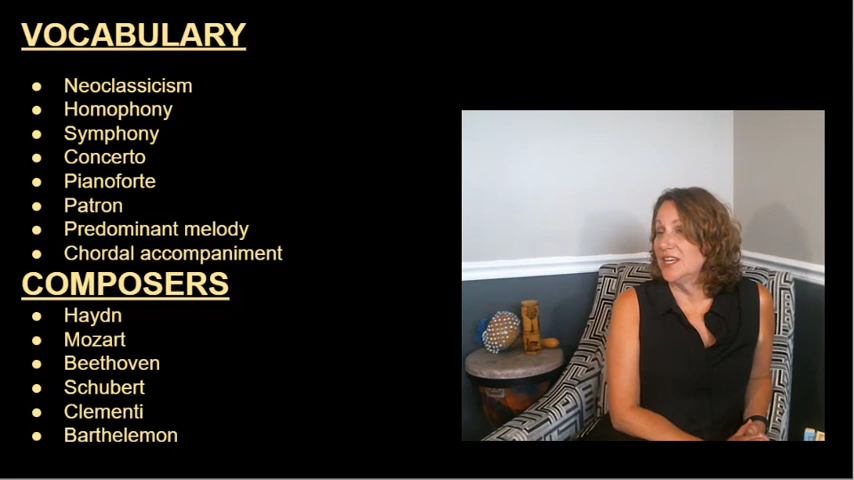 VOCABULARY
Neoclassicism
Homophony
Symphony
Concerto
Pianoforte
Patron
Predominant melody
Chordal accompaniment
COMPOSERS
Haydn
Mozart
Beethoven
Schubert
Clementi
Barthelemon